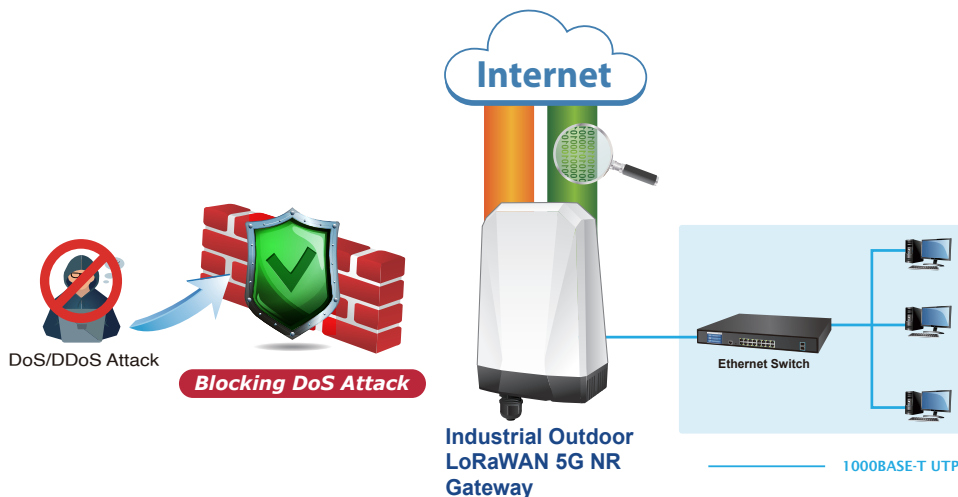 Internet
DoS/DDoS Attack
Blocking DoS Attack
Ethernet Switch
Industrial Outdoor
LoRaWAN 5G NR
Gateway
1000BASE-T UTP